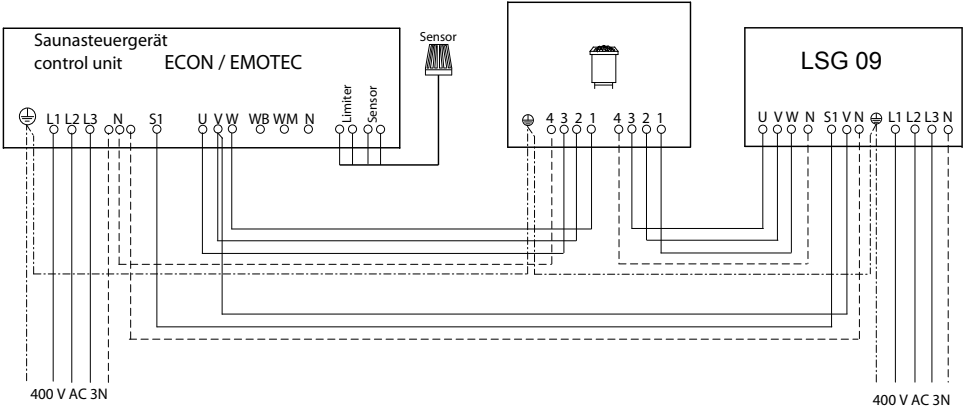 Saunasteuergerät
control unit ECON / EMOTEC
Sensor
LSG 09
L1 L2 L3 N S1 U V W WB WM N Limiter Sensor
4 3 2 1 4 3 2 1
U V W N S1 V N L1 L2 L3 N
400 V AC 3N
400 V AC 3N